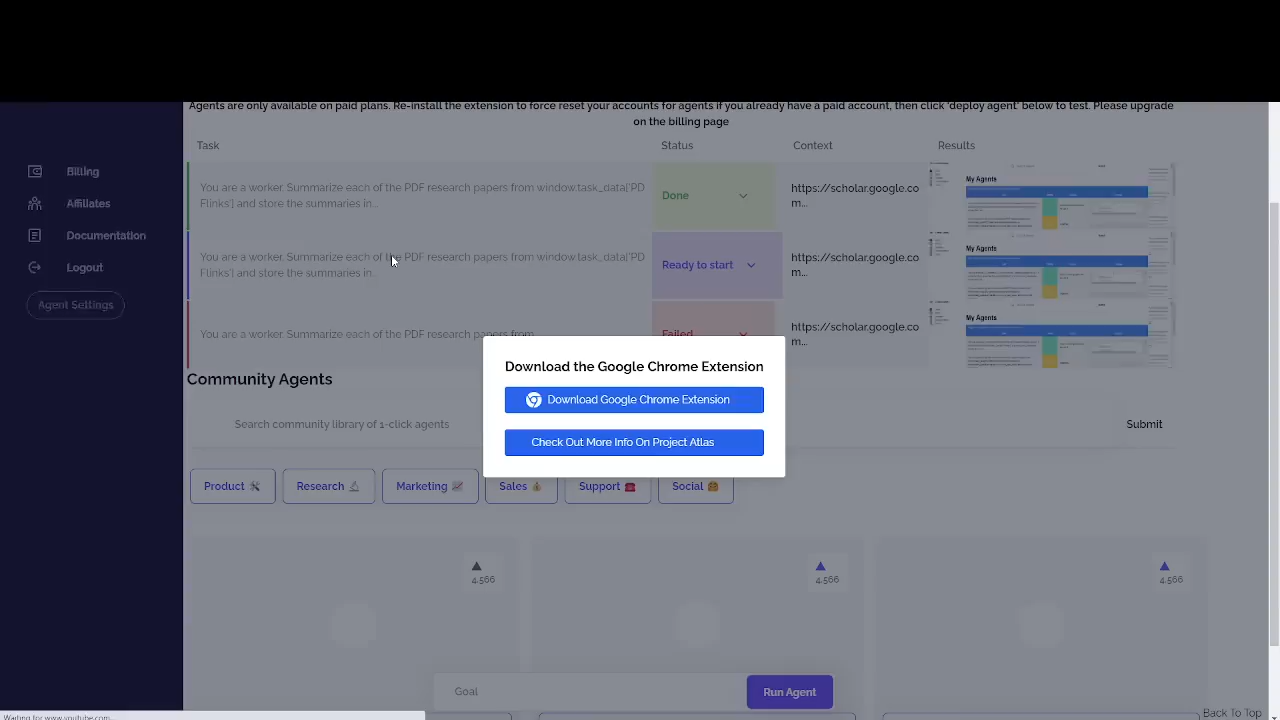 Agents are only available on paid plans. Re-install the extension to force reset your accounts for agents if you already have a paid account, then click 'deploy agent' below to test. Please upgrade
on the billing page
Task Status Context Results
Billing
Affiliates
Documentation
Logout
Agent Settings
You are a worker. Summarize each of the PDF research papers from window.task_data['PD
Flinks'] and store the summaries in...
Done
https://scholar.google.co
m...
My Agents
You are a worker. Summarize each of the PDF research papers from window.task_data['PD
Flinks'] and store the summaries in...
Ready to start
https://scholar.google.co
m...
My Agents
You are a worker. Summarize each of the PDF research papers from
Failed
https://scholar.google.co
m...
My Agents
Download the Google Chrome Extension
Download Google Chrome Extension
Check Out More Info On Project Atlas
Community Agents
Search community library of 1-click agents
Submit
Product Research Marketing Sales Support Social
4,566 4,566 4,566
Goal
Run Agent
Back To Top
Waiting for www.youtube.com...